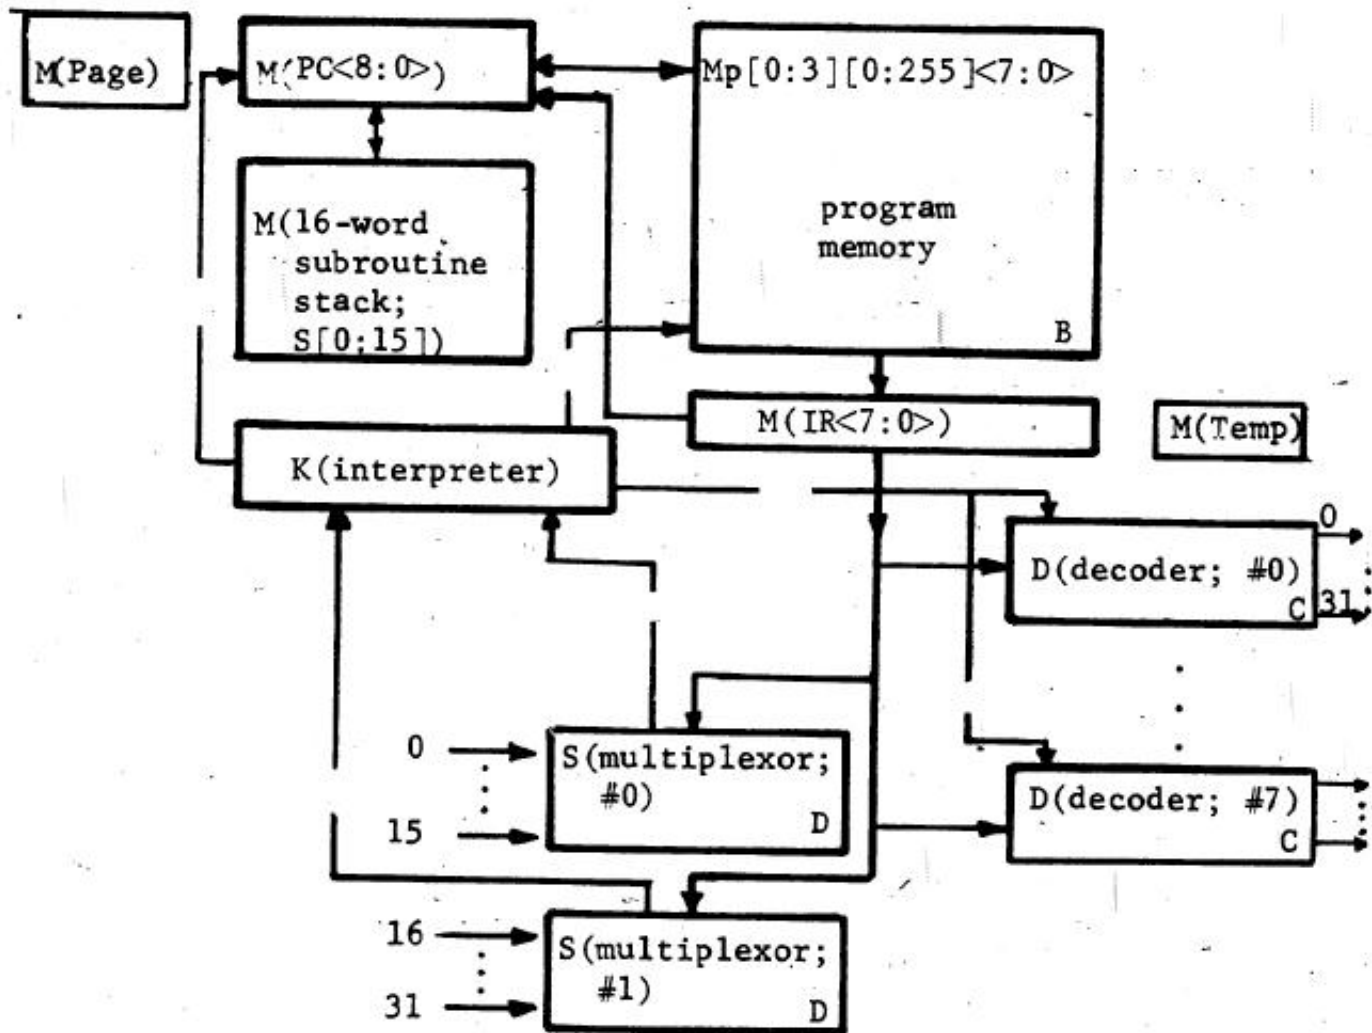 M(Page)
M(PC<8:0>)
Mp[0:3][0:255]<7:0>
M(16-word
subroutine
stack;
S[0:15])
program
memory
B
M(IR<7:0>)
M(Temp)
K(interpreter)
0
D(decoder; #0)
C
31
0
S(multiplexor;
#0)
15
D
D(decoder; #7)
C
16
S(multiplexor;
#1)
31
D